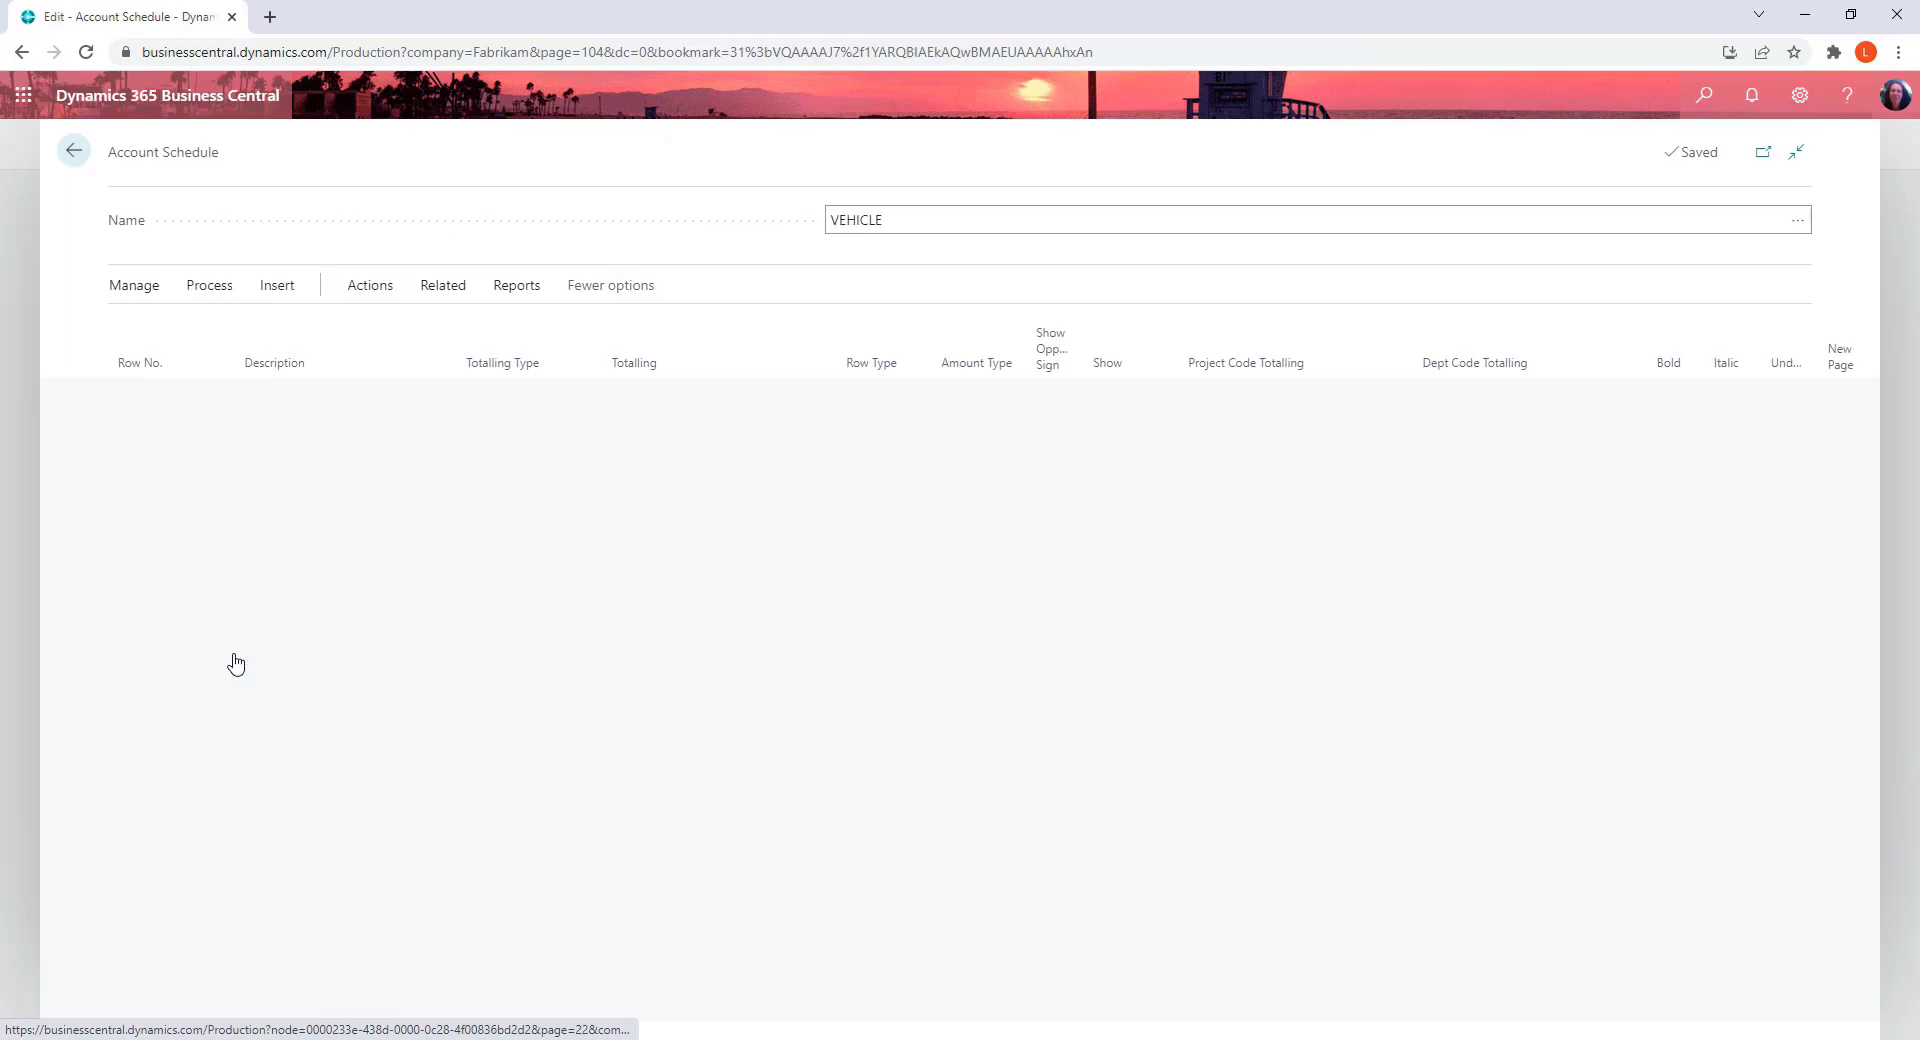 Edit - Account Schedule - Dynam
businesscentral.dynamics.com/Production?company=Fabrikam&page=104&dc=0&bookmark=31%3bVQAAAAJ7%2f1YARQBIAEkAQwBMAEUAAAAAhxAn
L
Dynamics 365 Business Central
Account Schedule
Saved
Name
VEHICLE
Manage Process Insert Actions Related Reports Fewer options
Row No. Description Totalling Type Totalling Row Type Amount Type Show Opp... Sign Show Project Code Totalling Dept Code Totalling Bold Italic Und... New Page
https://businesscentral.dynamics.com/Production?node=0000233e-438d-0000-0c28-4f00836bd2d2&page=22&com...